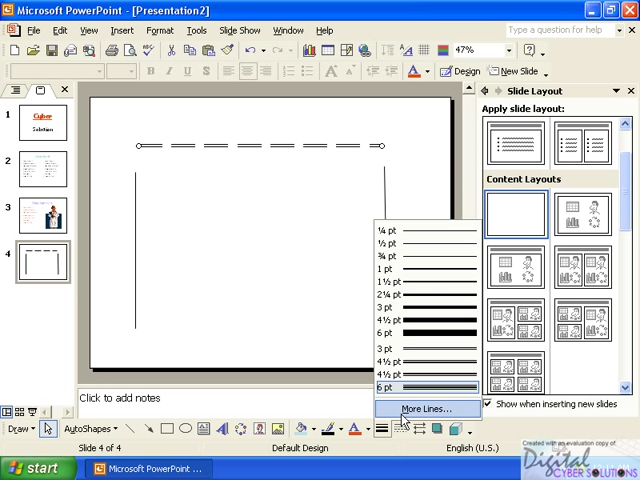 Microsoft PowerPoint - [Presentation2]
File Edit View Insert Format Tools Slide Show Window Help
Type a question for help
47%
Design New Slide
Slide Layout
Apply slide layout:
Content Layouts
1
Cyber
Solution
2
3
4
¼ pt
½ pt
¾ pt
1 pt
1½ pt
2¼ pt
3 pt
4½ pt
6 pt
3 pt
4½ pt
4½ pt
6 pt
More Lines...
Click to add notes
Show when inserting new slides
Draw AutoShapes
Slide 4 of 4 Default Design English (U.S.)
Created with an evaluation copy of
Digital
CYBER SOLUTIONS
start Microsoft PowerPoint ...